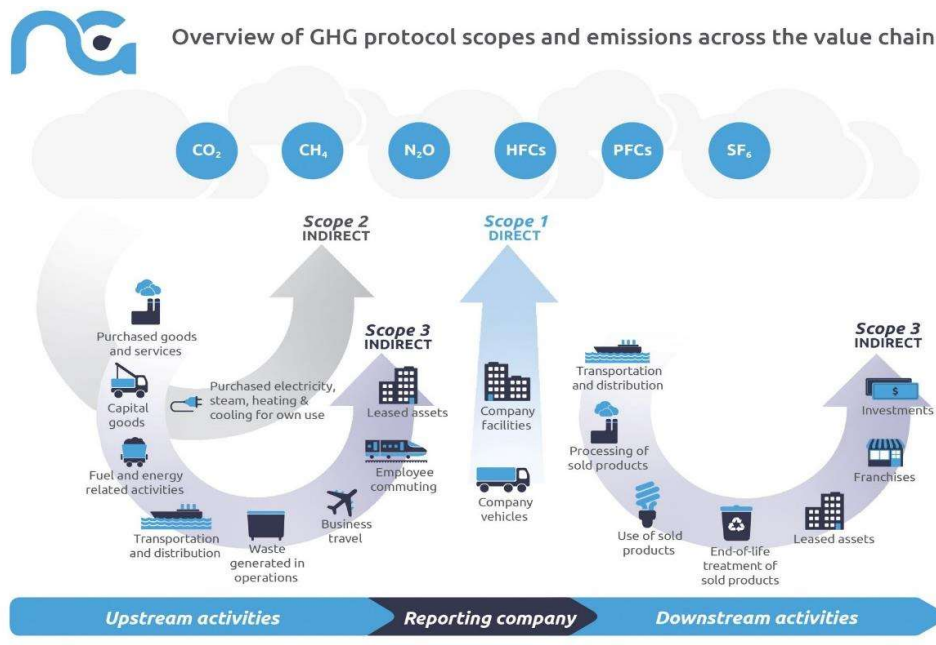 Overview of GHG protocol scopes and emissions across the value chain
CO₂
CH₄
N₂O
HFCs
PFCs
SF₆
Scope 2
INDIRECT
Scope 1
DIRECT
Purchased goods
and services
Capital
goods
Fuel and energy
related activities
Transportation
and distribution
Waste
generated in
operations
Business
travel
Employee
commuting
Leased assets
Scope 3
INDIRECT
Purchased electricity,
steam, heating &
cooling for own use
Company
facilities
Company
vehicles
Transportation
and distribution
Processing of
sold products
Use of sold
products
End-of-life
treatment of
sold products
Leased assets
Franchises
$
Investments
Scope 3
INDIRECT
Upstream activities
Reporting company
Downstream activities